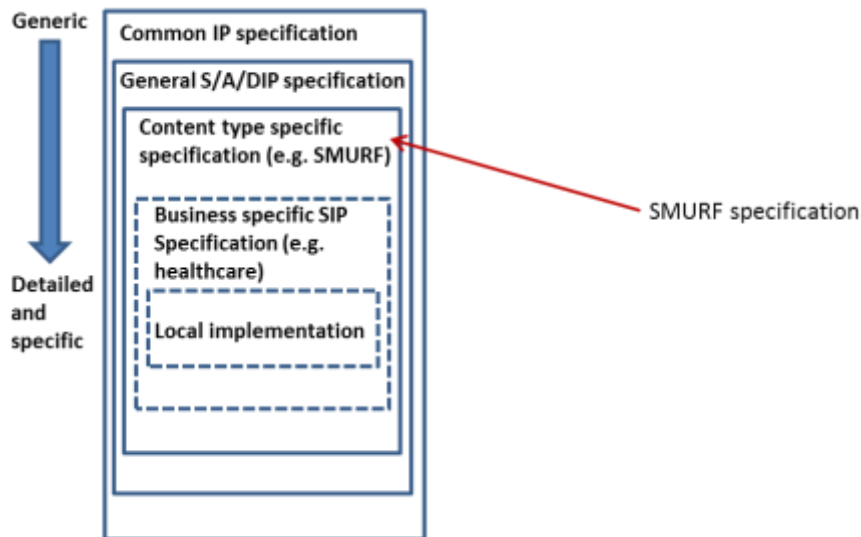 Generic
Common IP specification
General S/A/DIP specification
Content type specific
specification (e.g. SMURF)
SMURF specification
Business specific SIP
Specification (e.g.
healthcare)
Detailed
and
specific
Local implementation